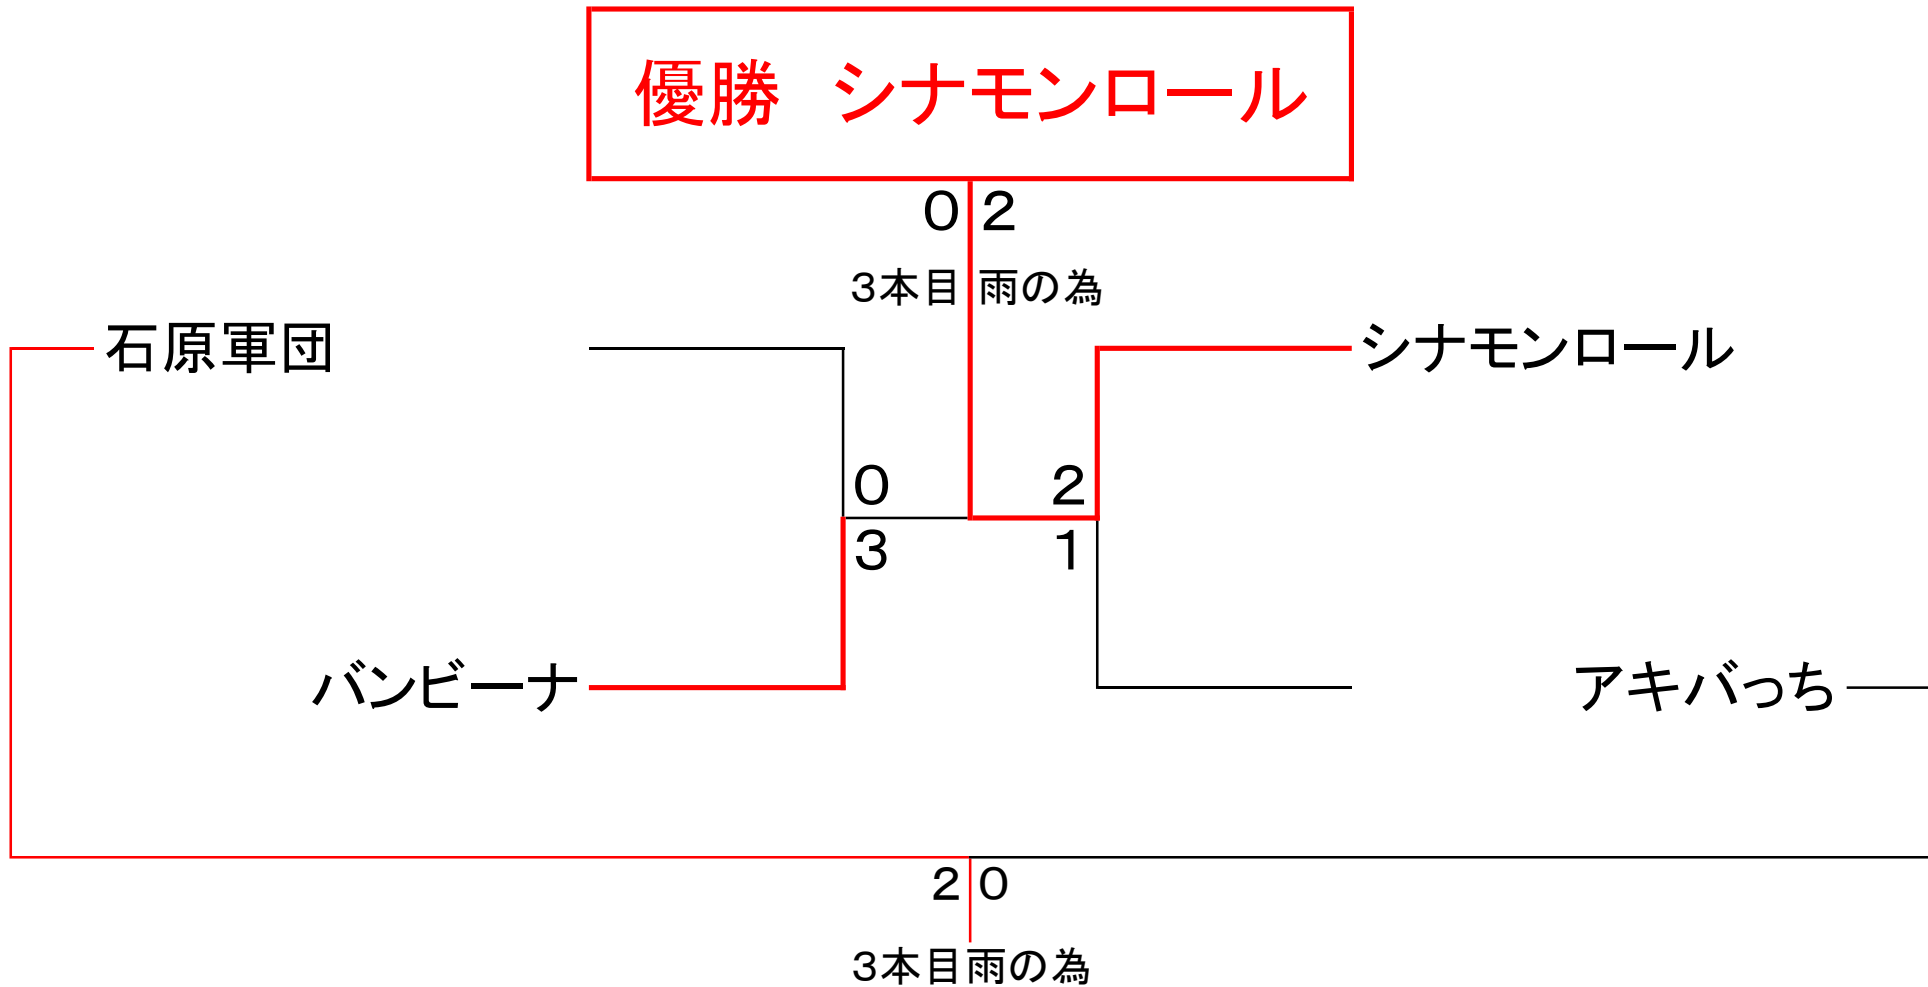 優勝　シナモンロール
０ ２
３本目 雨の為
石原軍団
シナモンロール
０
２
３
１
バンビーナ
アキバっち
２ ０
３本目雨の為